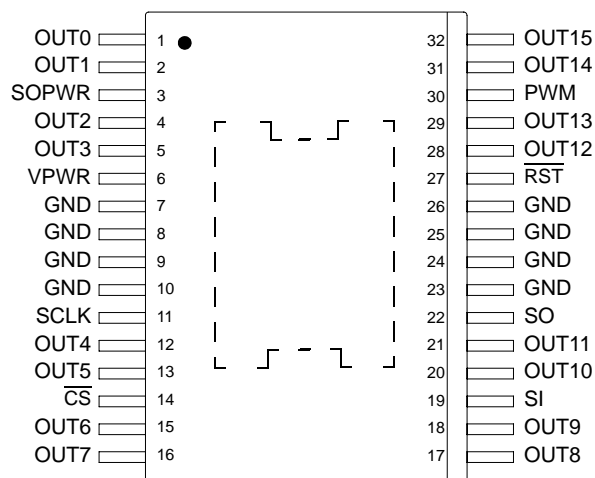 OUT0 1 32 OUT15
OUT1 2 31 OUT14
SOPWR 3 30 PWM
OUT2 4 29 OUT13
OUT3 5 28 OUT12
VPWR 6 27 RST
GND 7 26 GND
GND 8 25 GND
GND 9 24 GND
GND 10 23 GND
SCLK 11 22 SO
OUT4 12 21 OUT11
OUT5 13 20 OUT10
CS 14 19 SI
OUT6 15 18 OUT9
OUT7 16 17 OUT8